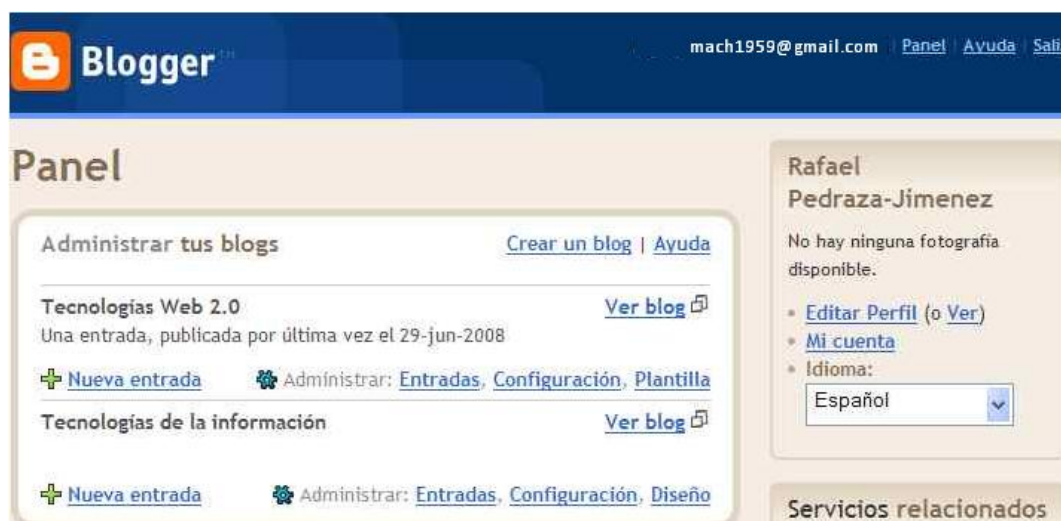 Blogger™
mach1959@gmail.com | Panel | Ayuda | Sali
Panel
Administrar tus blogs
Crear un blog | Ayuda
Tecnologías Web 2.0
Ver blog
Una entrada, publicada por última vez el 29-jun-2008
Nueva entrada
Administrar: Entradas, Configuración, Plantilla
Tecnologías de la información
Ver blog
Nueva entrada
Administrar: Entradas, Configuración, Diseño
Rafael
Pedraza-Jimenez
No hay ninguna fotografía
disponible.
Editar Perfil (o Ver)
Mi cuenta
Idioma:
Español
Servicios relacionados